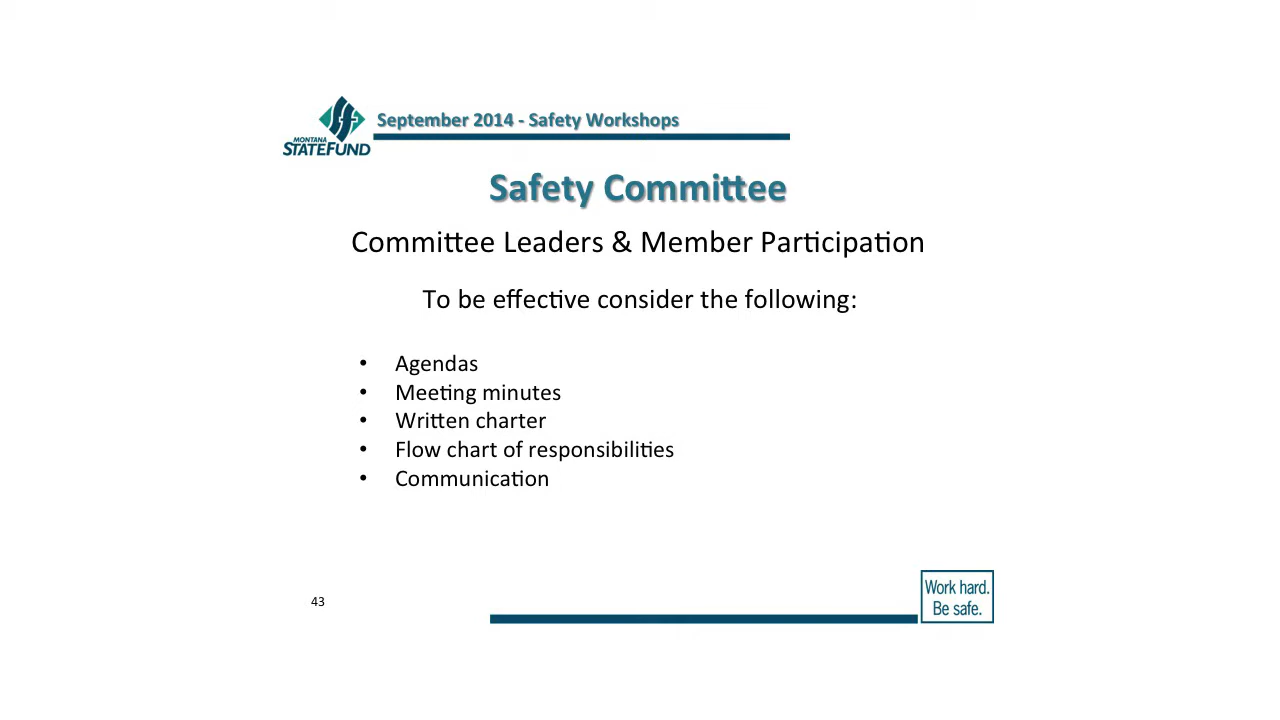 September 2014 - Safety Workshops
MONTANA
STATEFUND
Safety Committee
Committee Leaders & Member Participation
To be effective consider the following:
• Agendas
• Meeting minutes
• Written charter
• Flow chart of responsibilities
• Communication
Work hard.
Be safe.
43